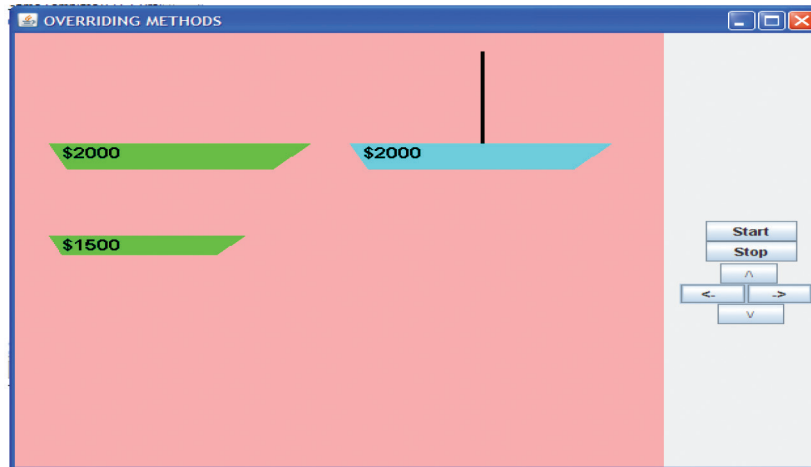 OVERRIDING METHODS
$2000
$2000
$1500
Start
Stop
^
<-
->
v